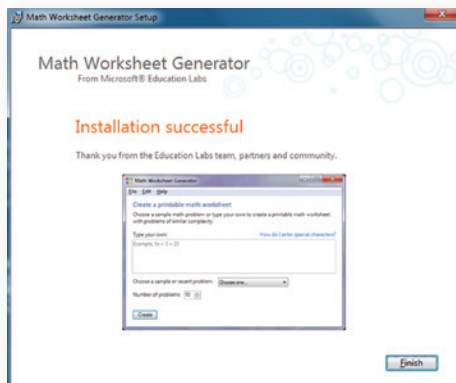 Math Worksheet Generator Setup
Math Worksheet Generator
From Microsoft® Education Labs
Installation successful
Thank you from the Education Labs team, partners and community.
Math Worksheet Generator
File Edit Help
Create a printable math worksheet
Choose a sample math problem or type your own to create a printable math worksheet
with problems of similar complexity.
Type your own: How do I enter special characters?
Example, 5x + 3 = 23
Choose a sample or recent problem: Choose one...
Number of problems: 10
Create
Finish